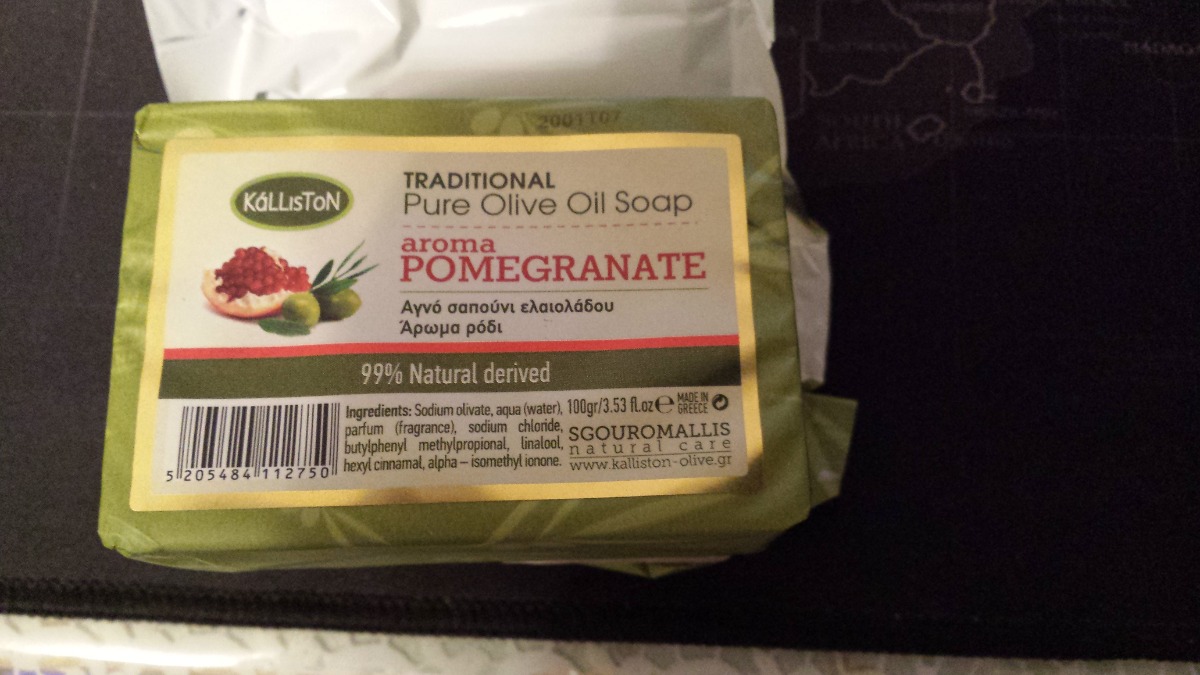 2001107
KáLLisToN
TRADITIONAL
Pure Olive Oil Soap
aroma
POMEGRANATE
Αγνό σαπούνι ελαιολάδου
Άρωμα ρόδι
99% Natural derived
Ingredients: Sodium olivate, aqua (water),
parfum (fragrance), sodium chloride,
butylphenyl methylpropional, linalool,
hexyl cinnamal, alpha – isomethyl ionone.
100gr/3.53 fl.oz e
MADE IN
GREECE
SGOUROMALLIS
natural care
www.kalliston-olive.gr
5 205484 112750
SOUTH
AFRICA